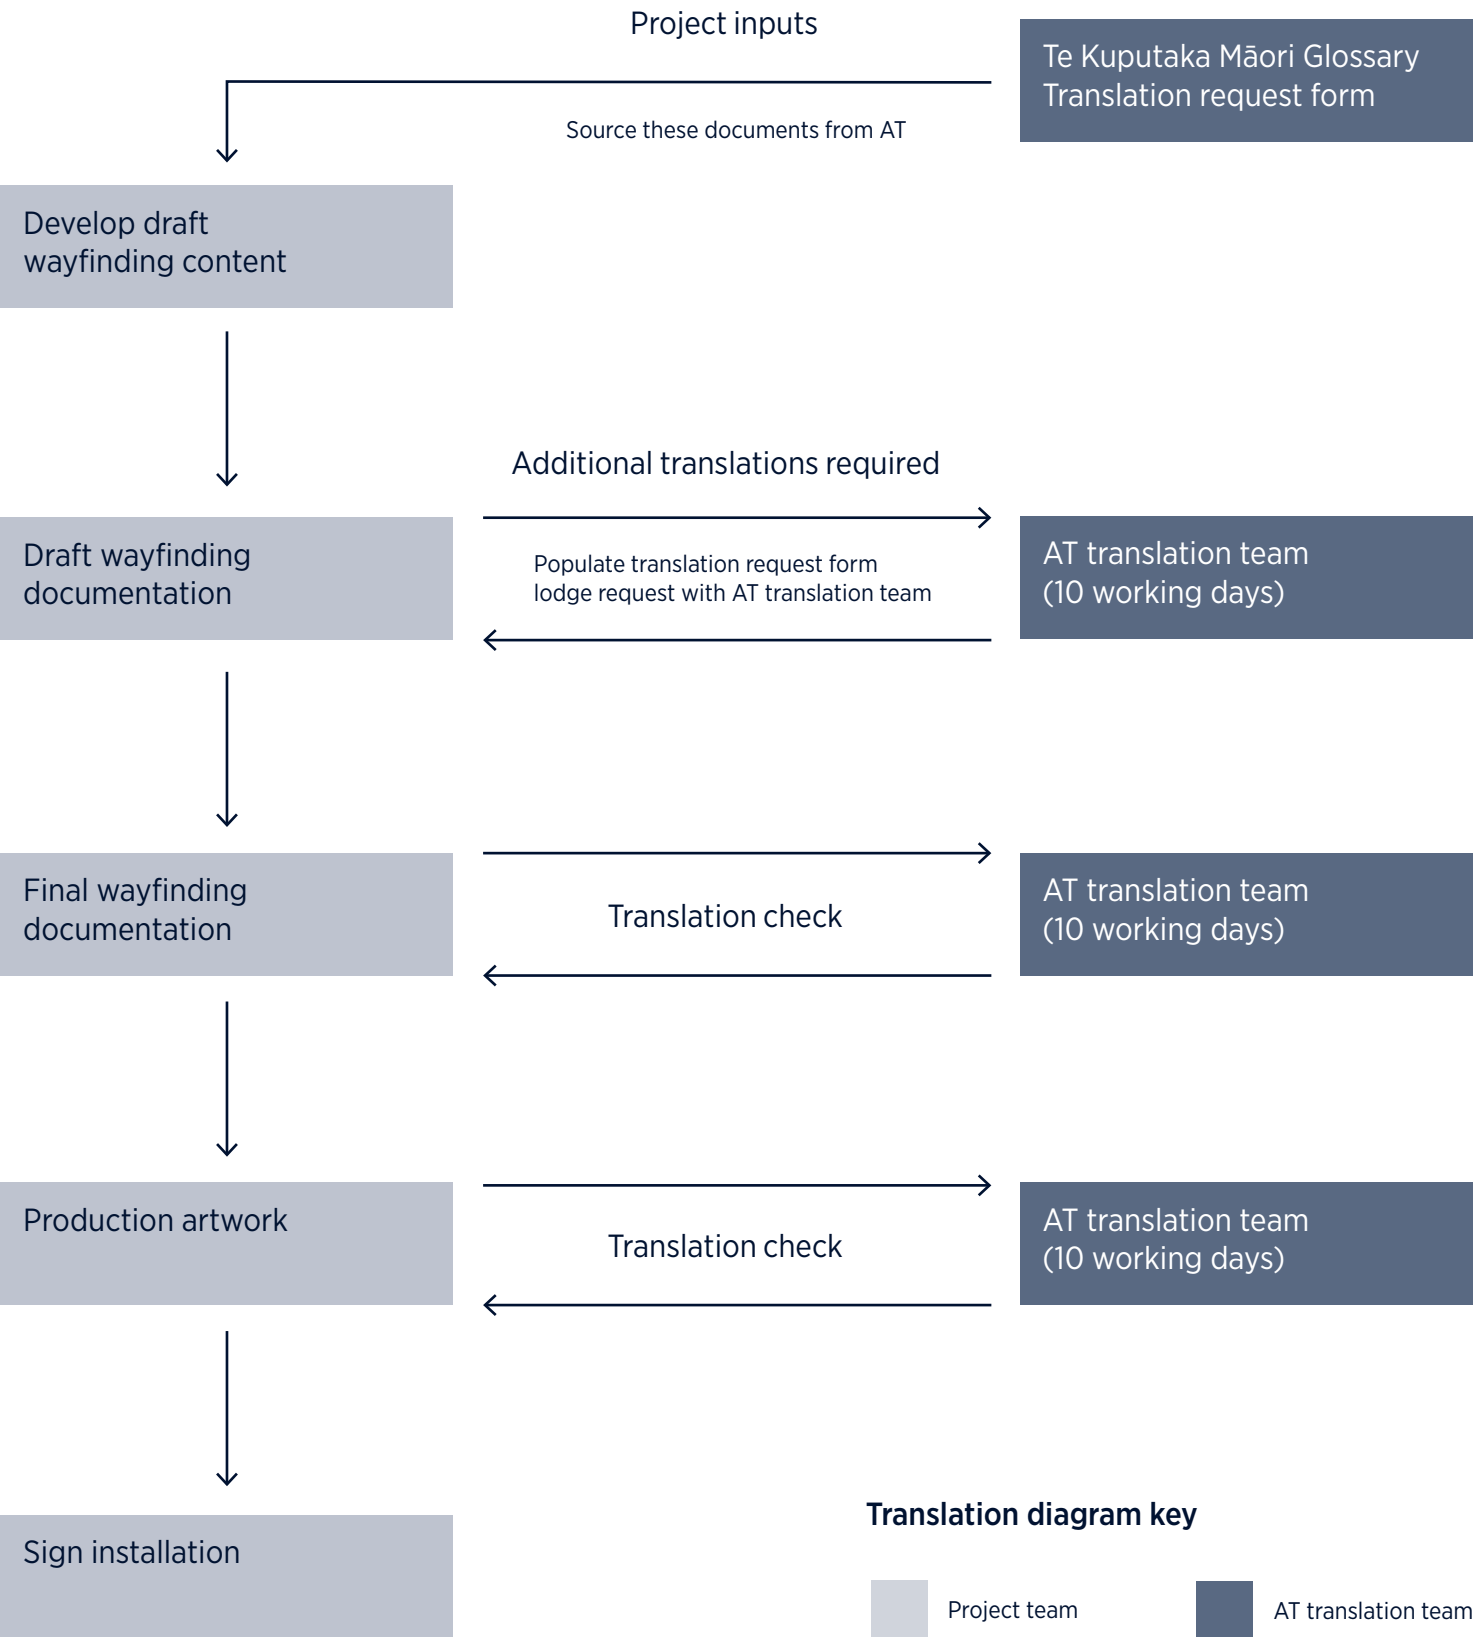 Project inputs
Te Kuputaka Māori Glossary
Translation request form
Source these documents from AT
Develop draft
wayfinding content
Additional translations required
Draft wayfinding
documentation
Populate translation request form
lodge request with AT translation team
AT translation team
(10 working days)
Final wayfinding
documentation
Translation check
AT translation team
(10 working days)
Production artwork
Translation check
AT translation team
(10 working days)
Sign installation
Translation diagram key
Project team
AT translation team